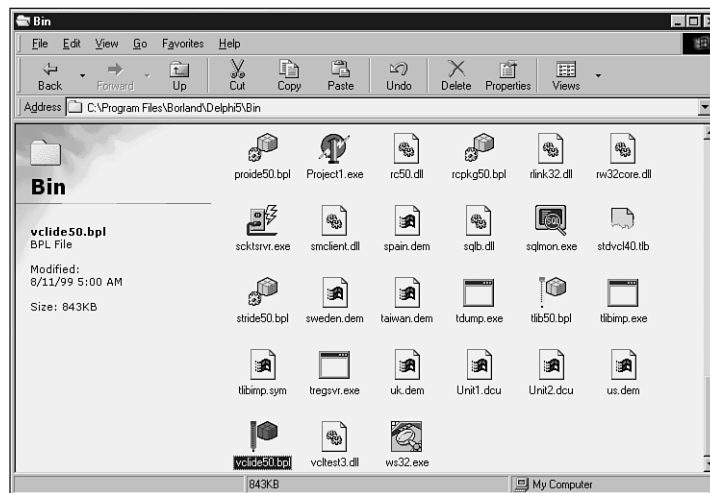 Bin
File Edit View Go Favorites Help
Back Forward Up Cut Copy Paste Undo Delete Properties Views
Address C:\Program Files\Borland\Delphi5\Bin
Bin
vclide50.bpl
BPL File
Modified:
8/11/99 5:00 AM
Size: 843KB
proide50.bpl Project1.exe rc50.dll rcpkg50.bpl rlink32.dll rw32core.dll
scktsrvr.exe smclient.dll spain.dem sqlb.dll sqlmon.exe stdvcl40.tlb
SQL
stride50.bpl sweden.dem taiwan.dem tdump.exe tlib50.bpl tlibimp.exe
tlibimp.sym tregsvr.exe uk.dem Unit1.dcu Unit2.dcu us.dem
vclide50.bpl vcltest3.dll ws32.exe
843KB My Computer